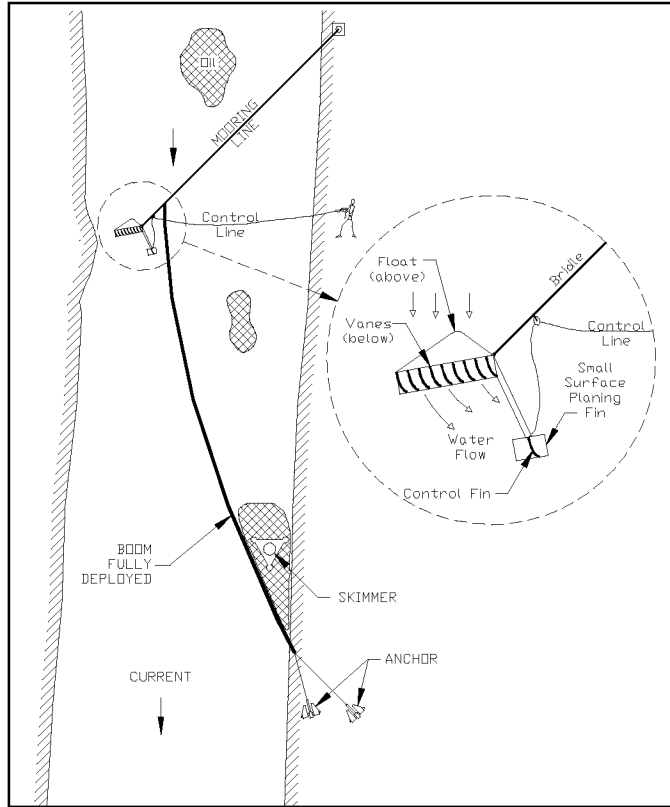 Oil
MOORING
LINE
Control
Line
Float
(above)
Vanes
(below)
Bridle
Control
Line
Small
Surface
Planing
Fin
Water
Flow
Control Fin
BOOM
FULLY
DEPLOYED
SKIMMER
ANCHOR
CURRENT